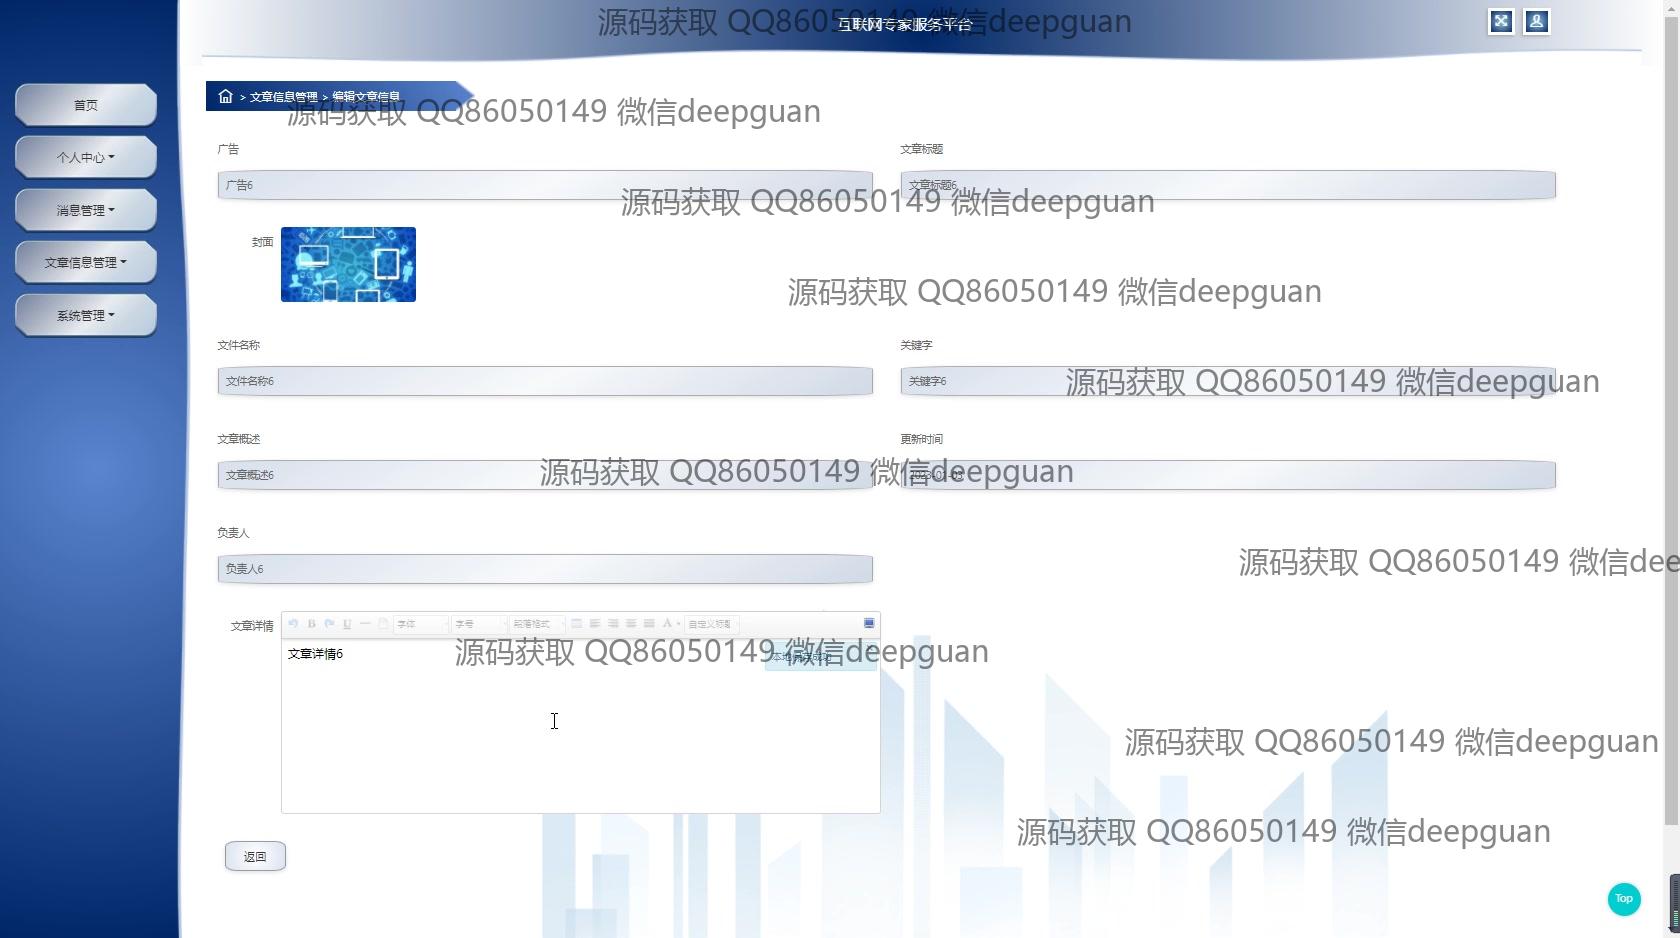 源码获取 QQ86050149 微信deepguan
互联网专家服务平台
首页
个人中心
消息管理
文章信息管理
系统管理
> 文章信息管理 > 编辑文章信息
源码获取 QQ86050149 微信deepguan
广告
文章标题
广告6
文章标题6
源码获取 QQ86050149 微信deepguan
封面
源码获取 QQ86050149 微信deepguan
文件名称
关键字
文件名称6
关键字6
源码获取 QQ86050149 微信deepguan
文章概述
更新时间
文章概述6
2023-01-03
源码获取 QQ86050149 微信deepguan
负责人
负责人6
源码获取 QQ86050149 微信dee
文章详情
B
U
字体
字号
段落格式
A
自定义标题
文章详情6
本地保存成功
源码获取 QQ86050149 微信deepguan
源码获取 QQ86050149 微信deepguan
源码获取 QQ86050149 微信deepguan
返回
Top